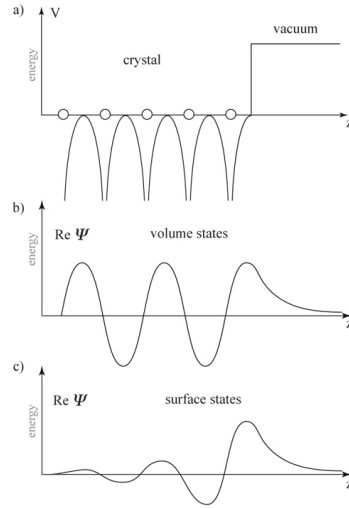 a)
V
vacuum
crystal
energy
z
b)
Re Ψ
volume states
energy
z
c)
Re Ψ
surface states
energy
z